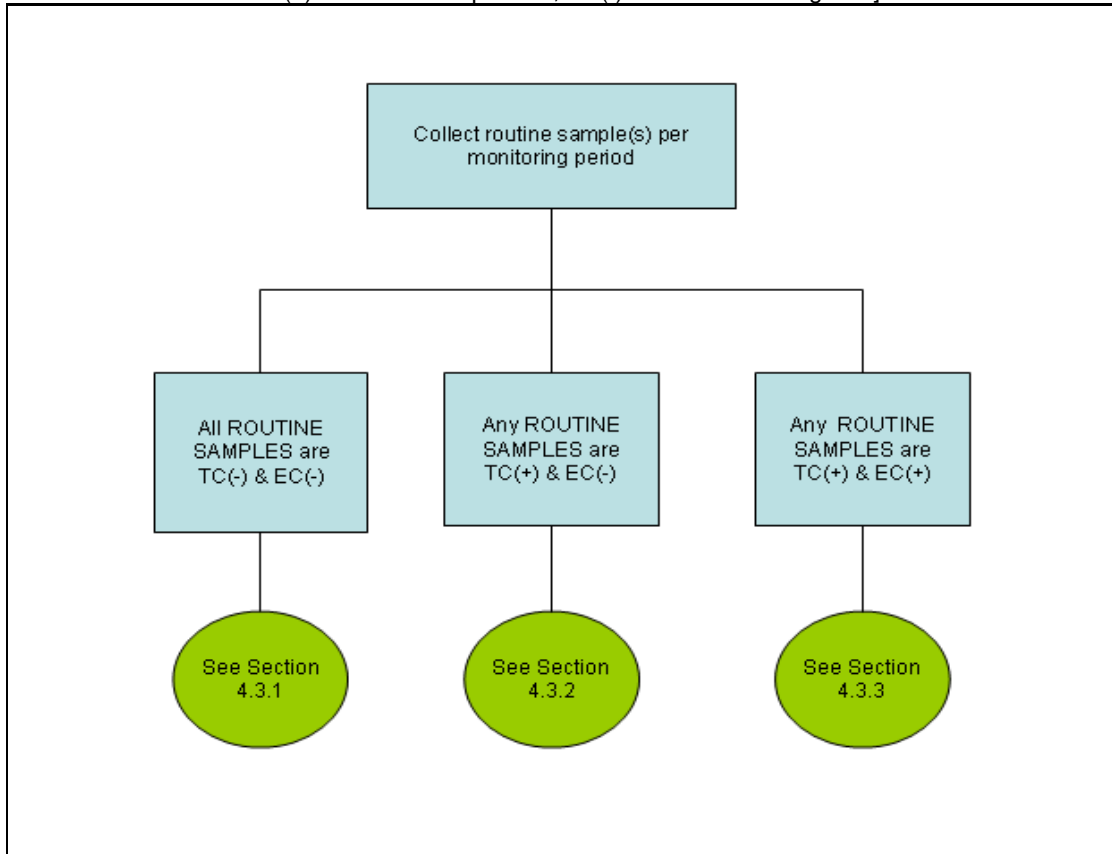 Collect routine sample(s) per
monitoring period
All ROUTINE
SAMPLES are
TC(-) & EC(-)
Any ROUTINE
SAMPLES are
TC(+) & EC(-)
Any ROUTINE
SAMPLES are
TC(+) & EC(+)
See Section
4.3.1
See Section
4.3.2
See Section
4.3.3